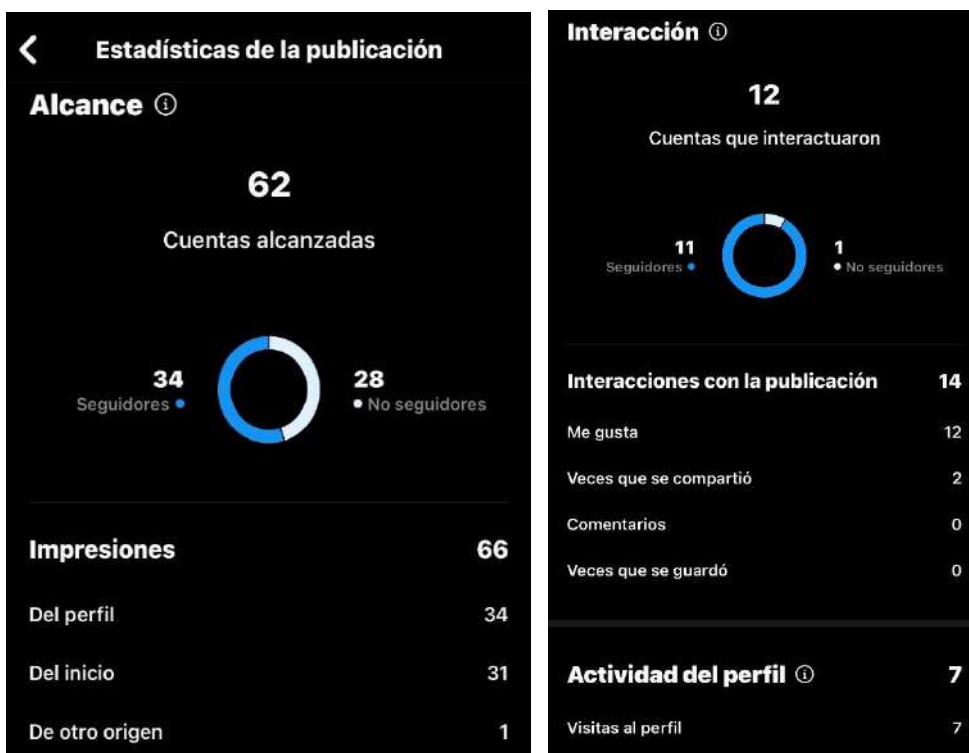 Estadísticas de la publicación
Alcance
62
Cuentas alcanzadas
34
Seguidores
28
No seguidores
Impresiones 66
Del perfil 34
Del inicio 31
De otro origen 1
Interacción
12
Cuentas que interactuaron
11
Seguidores
1
No seguidores
Interacciones con la publicación 14
Me gusta 12
Veces que se compartió 2
Comentarios 0
Veces que se guardó 0
Actividad del perfil 7
Visitas al perfil 7